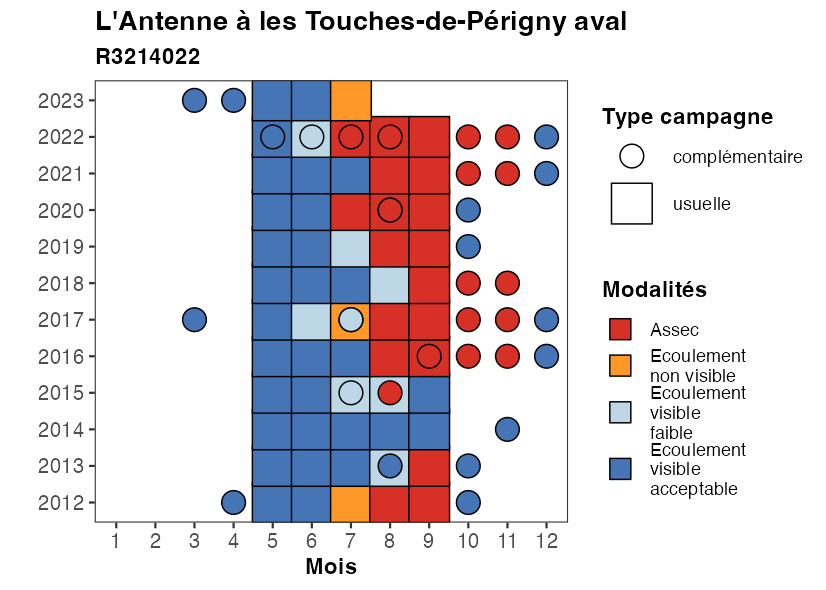 L'Antenne à les Touches-de-Périgny aval
R3214022
2023
2022
2021
2020
2019
2018
2017
2016
2015
2014
2013
2012
1 2 3 4 5 6 7 8 9 10 11 12
Mois
Type campagne
complémentaire
usuelle
Modalités
Assec
Ecoulement
non visible
Ecoulement
visible
faible
Ecoulement
visible
acceptable